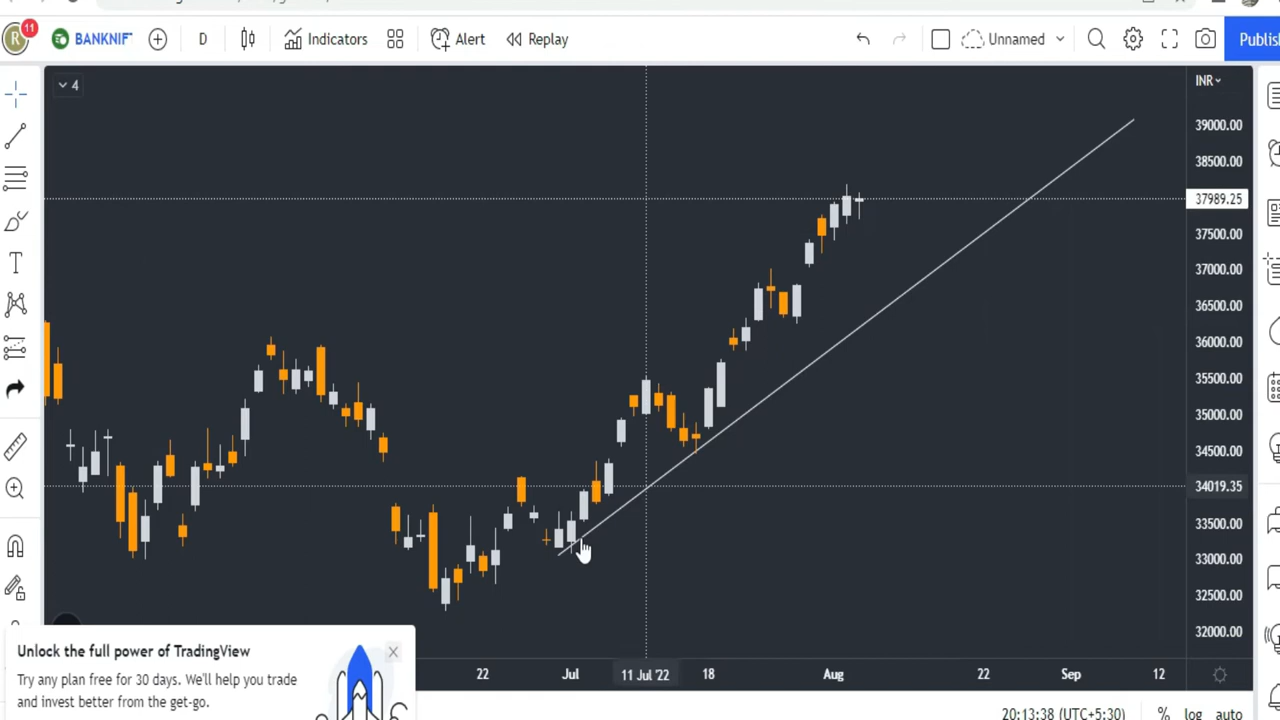 R 11 BANKNIF D Indicators Alert Replay Unnamed Publis
4
INR
39000.00
38500.00
37989.25
37500.00
37000.00
36500.00
36000.00
35500.00
35000.00
34500.00
34019.35
33500.00
33000.00
32500.00
32000.00
22 Jul 11 Jul '22 18 Aug 22 Sep 12
Unlock the full power of TradingView
Try any plan free for 30 days. We'll help you trade
and invest better from the get-go.
20:13:38 (UTC+5:30) % log auto